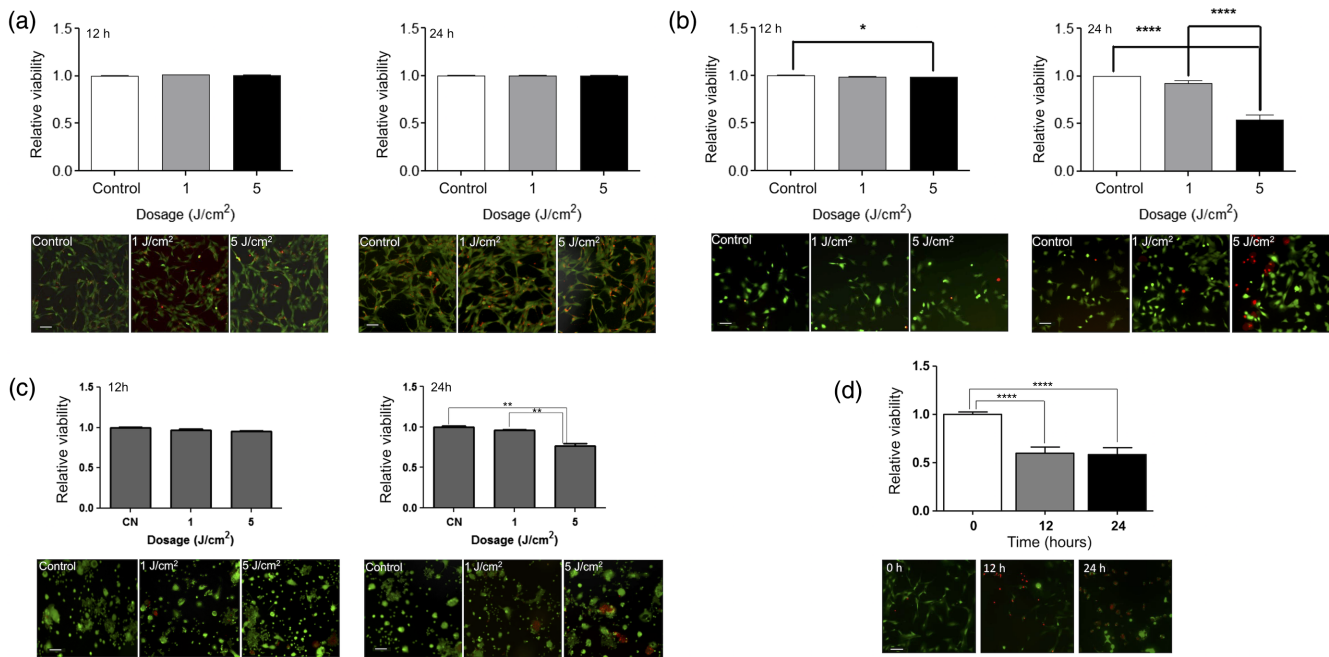 (a)
12 h
Relative viability
1.5
1.0
0.5
0.0
Control 1 5
Dosage (J/cm²)
Control 1 J/cm² 5 J/cm²
24 h
Relative viability
1.5
1.0
0.5
0.0
Control 1 5
Dosage (J/cm²)
Control 1 J/cm² 5 J/cm²
(b)
12 h
*
Relative viability
1.5
1.0
0.5
0.0
Control 1 5
Dosage (J/cm²)
Control 1 J/cm² 5 J/cm²
24 h
****
****
Relative viability
1.5
1.0
0.5
0.0
Control 1 5
Dosage (J/cm²)
Control 1 J/cm² 5 J/cm²
(c)
12h
Relative viability
1.5
1.0
0.5
0.0
CN 1 5
Dosage (J/cm²)
Control 1 J/cm² 5 J/cm²
24h
**
**
Relative viability
1.5
1.0
0.5
0.0
CN 1 5
Dosage (J/cm²)
Control 1 J/cm² 5 J/cm²
(d)
****
****
Relative viability
1.5
1.0
0.5
0.0
0 12 24
Time (hours)
0 h 12 h 24 h